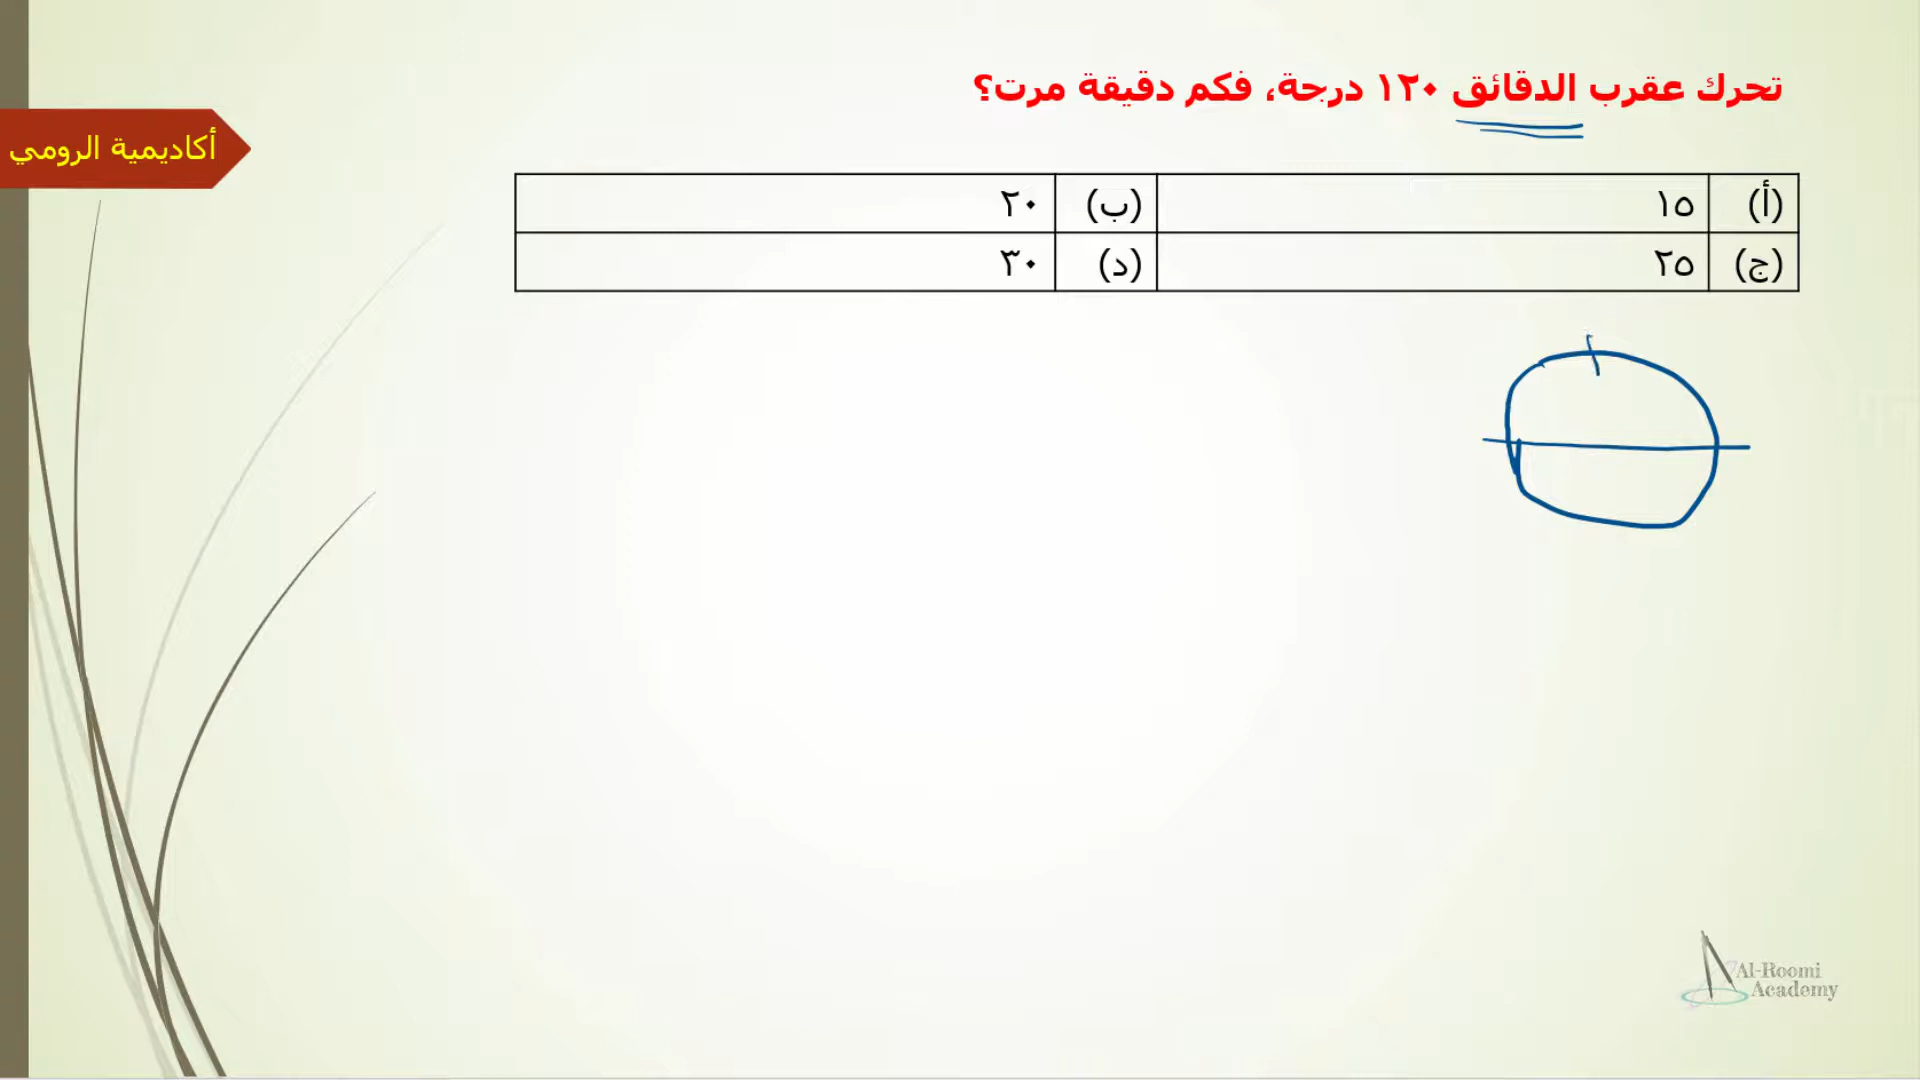 تحرك عقرب الدقائق ١٢٠ درجة، فكم دقيقة مرت؟
أكاديمية الرومي
(أ) ١٥ (ب) ٢٠
(ج) ٢٥ (د) ٣٠
Al-Roomi
Academy